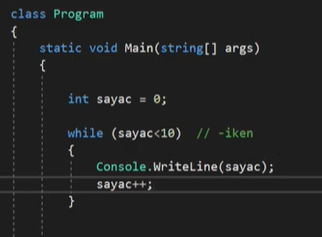 class Program
{
static void Main(string[] args)
{
int sayac = 0;
while (sayac<10)  // -iken
{
Console.WriteLine(sayac);
sayac++;
}